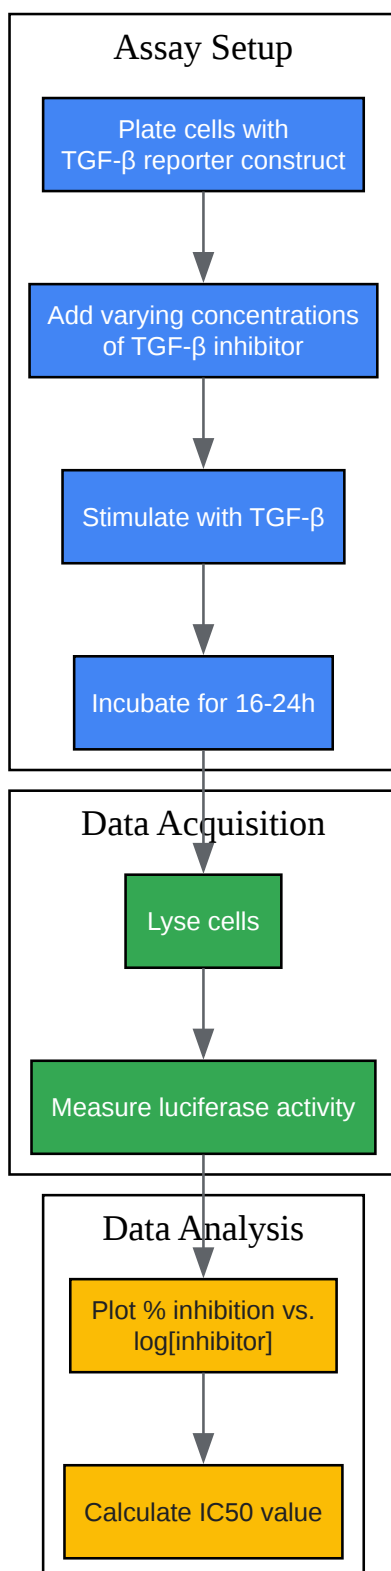 Assay Setup
Plate cells with
TGF-β reporter construct
Add varying concentrations
of TGF-β inhibitor
Stimulate with TGF-β
Incubate for 16-24h
Data Acquisition
Lyse cells
Measure luciferase activity
Data Analysis
Plot % inhibition vs.
log[inhibitor]
Calculate IC50 value